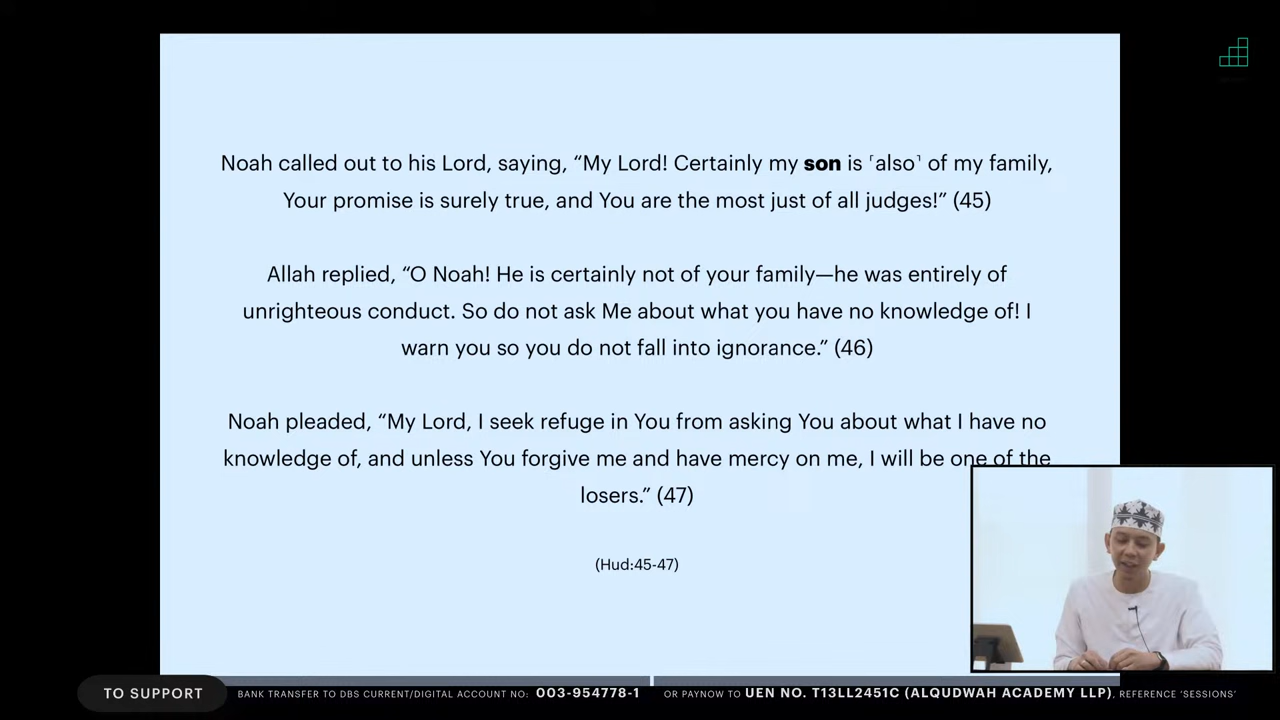 Noah called out to his Lord, saying, “My Lord! Certainly my son is ˹also˺ of my family,
Your promise is surely true, and You are the most just of all judges!” (45)
Allah replied, “O Noah! He is certainly not of your family—he was entirely of
unrighteous conduct. So do not ask Me about what you have no knowledge of! I
warn you so you do not fall into ignorance.” (46)
Noah pleaded, “My Lord, I seek refuge in You from asking You about what I have no
knowledge of, and unless You forgive me and have mercy on me, I will be one of the
losers.” (47)
(Hud:45-47)
TO SUPPORT
BANK TRANSFER TO DBS CURRENT/DIGITAL ACCOUNT NO: 003-954778-1 OR PAYNOW TO UEN NO. T13LL2451C (ALQUDWAH ACADEMY LLP), REFERENCE ‘SESSIONS’